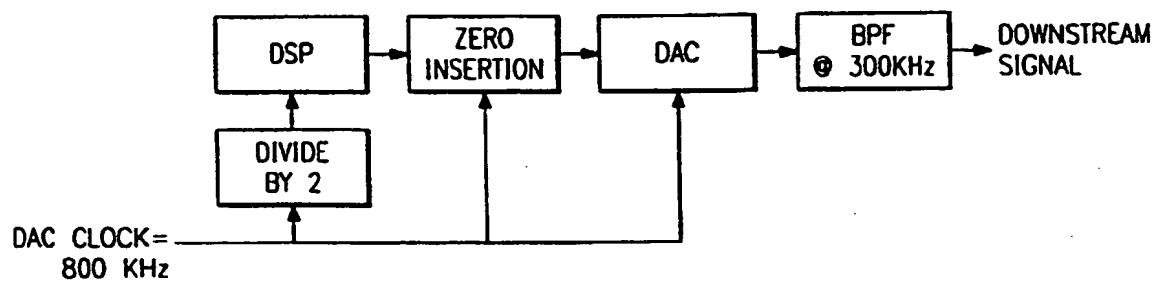 DSP
ZERO
INSERTION
DAC
BPF
@ 300KHz
DOWNSTREAM
SIGNAL
DIVIDE
BY 2
DAC CLOCK=
800 KHz